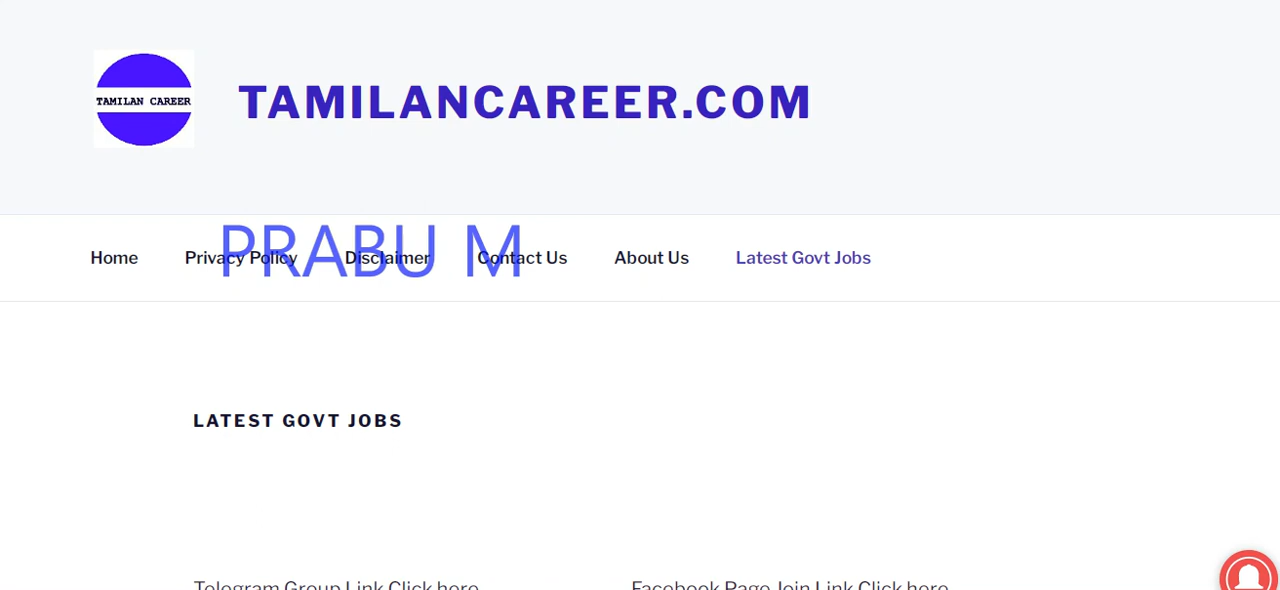 TAMILAN CAREER
TAMILANCAREER.COM
PRABU M
Home Privacy Policy Disclaimer Contact Us About Us Latest Govt Jobs
LATEST GOVT JOBS
Telegram Group Link Click here Facebook Page Join Link Click here